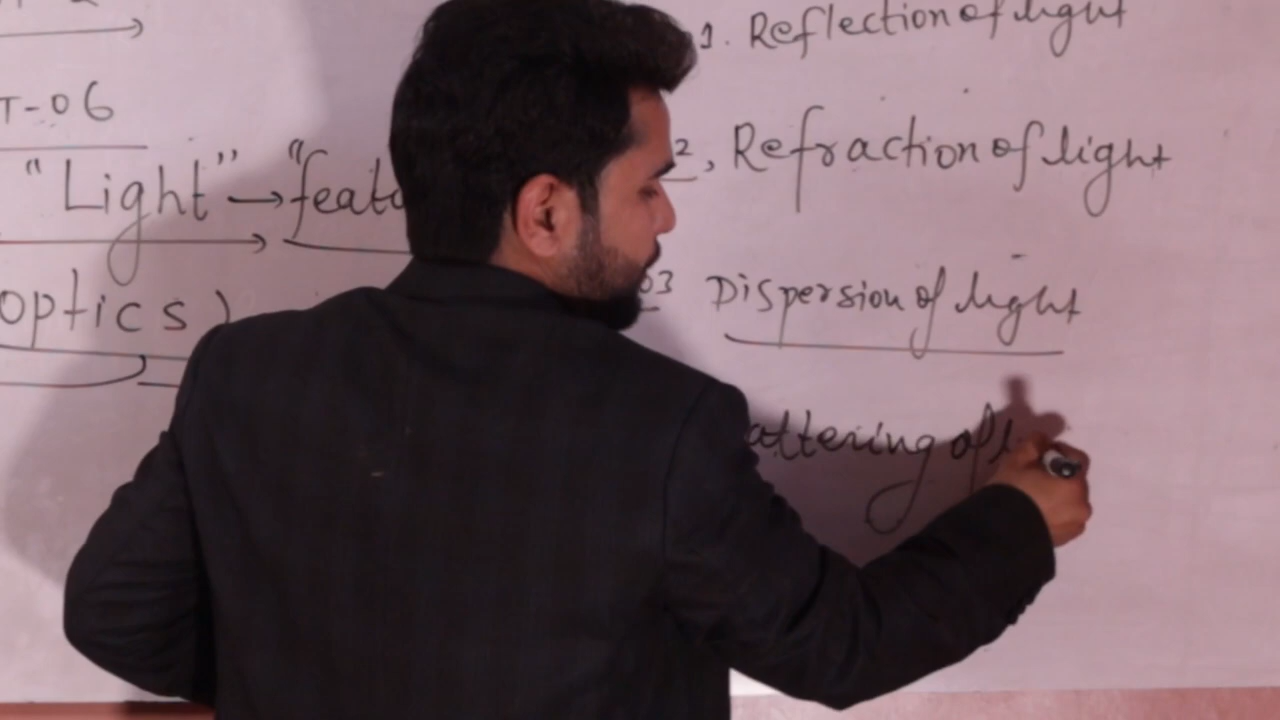 T-06
"Light" →"feat
optics)
1. Reflection of light
2, Refraction of light
03 Dispersion of light
attering of l